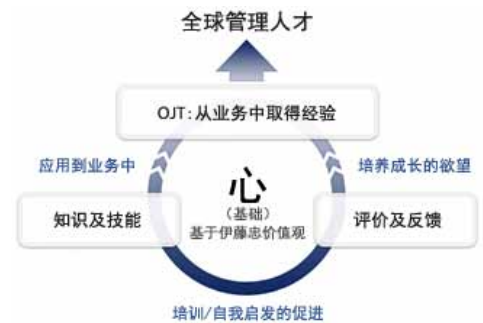 全球管理人才
OJT:从业务中取得经验
应用到业务中
培养成长的欲望
心
(基础)
基于伊藤忠价值观
知识及技能
评价及反馈
培训/自我启发的促进